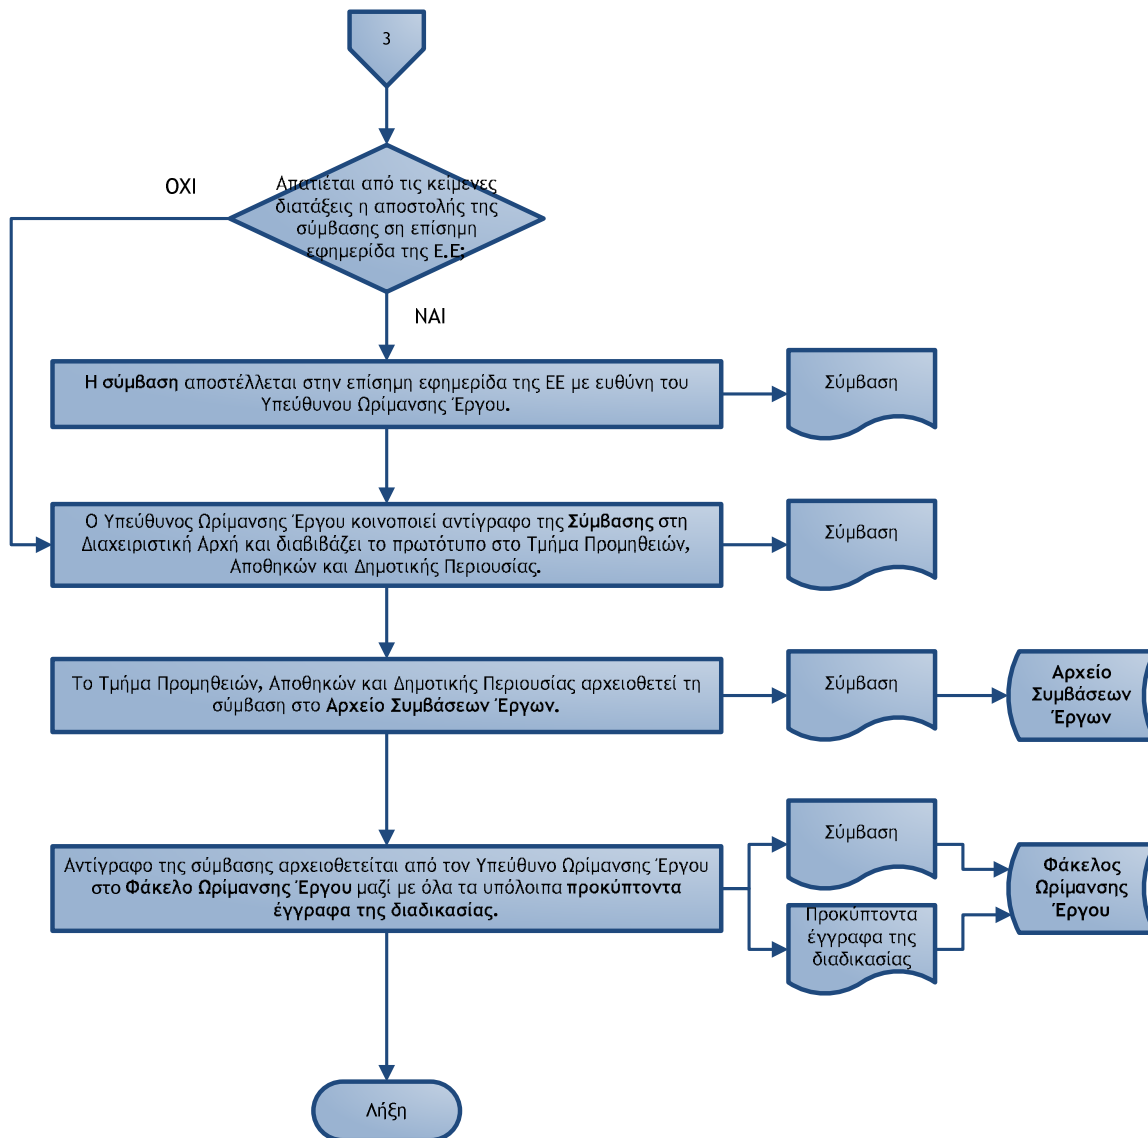 3
ΟΧΙ
Απατιέται από τις κείμενες
διατάξεις η αποστολής της
σύμβασης ση επίσημη
εφημερίδα της Ε.Ε;
ΝΑΙ
Η σύμβαση αποστέλλεται στην επίσημη εφημερίδα της ΕΕ με ευθύνη του
Υπεύθυνου Ωρίμανσης Έργου.
Σύμβαση
Ο Υπεύθυνος Ωρίμανσης Έργου κοινοποιεί αντίγραφο της Σύμβασης στη
Διαχειριστική Αρχή και διαβιβάζει το πρωτότυπο στο Τμήμα Προμηθειών,
Αποθηκών και Δημοτικής Περιουσίας.
Σύμβαση
Το Τμήμα Προμηθειών, Αποθηκών και Δημοτικής Περιουσίας αρχειοθετεί τη
σύμβαση στο Αρχείο Συμβάσεων Έργων.
Σύμβαση
Αρχείο
Συμβάσεων
Έργων
Αντίγραφο της σύμβασης αρχειοθετείται από τον Υπεύθυνο Ωρίμανσης Έργου
στο Φάκελο Ωρίμανσης Έργου μαζί με όλα τα υπόλοιπα προκύπτοντα
έγγραφα της διαδικασίας.
Σύμβαση
Προκύπτοντα
έγγραφα της
διαδικασίας
Φάκελος
Ωρίμανσης
Έργου
Λήξη